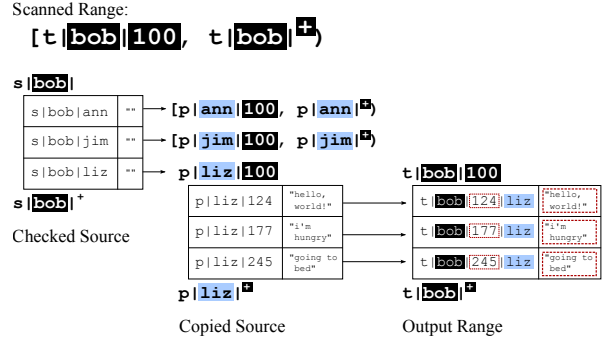 Scanned Range:
[t|bob|100, t|bob|+)
s|bob|
s|bob|ann "" [p|ann|100, p|ann|+)
s|bob|jim "" [p|jim|100, p|jim|+)
s|bob|liz "" p|liz|100 t|bob|100
s|bob|+
p|liz|124 "hello, world!" t|bob|124|liz "hello, world!"
Checked Source
p|liz|177 "i'm hungry" t|bob|177|liz "i'm hungry"
p|liz|245 "going to bed" t|bob|245|liz "going to bed"
p|liz|+ t|bob|+
Copied Source Output Range